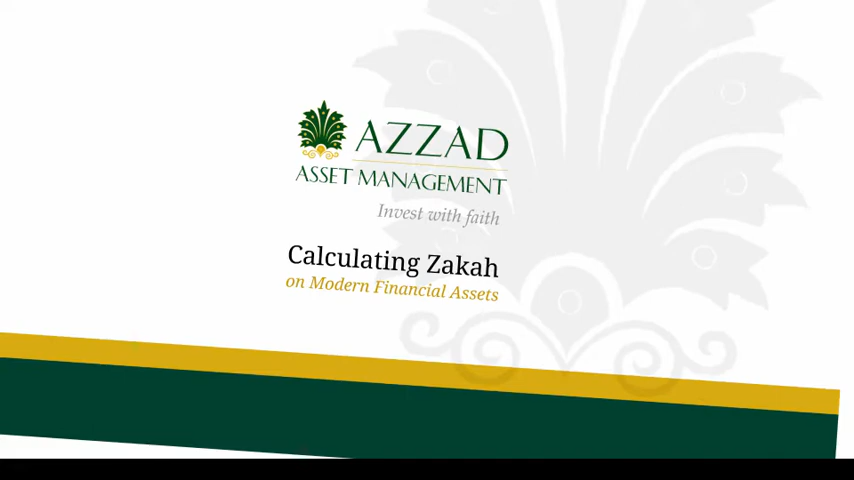 AZZAD
ASSET MANAGEMENT
Invest with faith
Calculating Zakah
on Modern Financial Assets